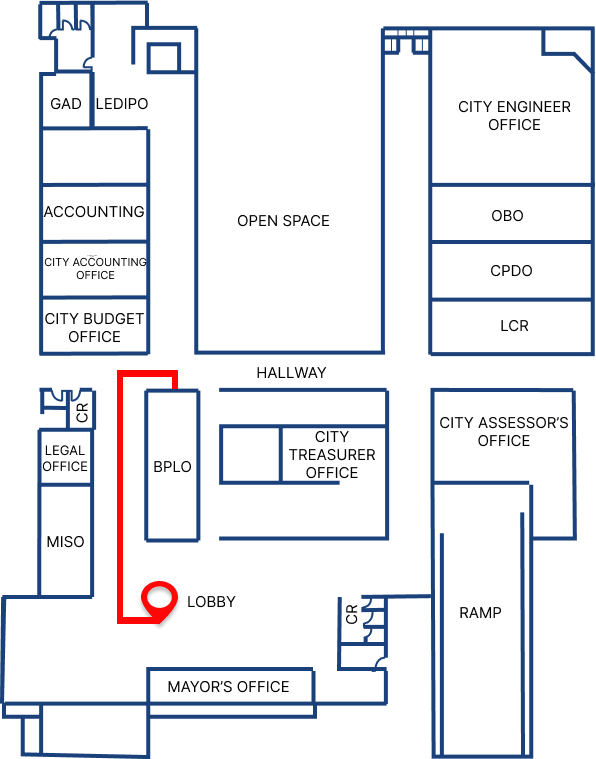 GAD
LEDIPO
CITY ENGINEER
OFFICE
ACCOUNTING
OPEN SPACE
OBO
CITY ACCOUNTING
OFFICE
CPDO
CITY BUDGET
OFFICE
LCR
HALLWAY
CR
LEGAL
OFFICE
BPLO
CITY
TREASURER
OFFICE
CITY ASSESSOR'S
OFFICE
MISO
LOBBY
CR
RAMP
MAYOR'S OFFICE